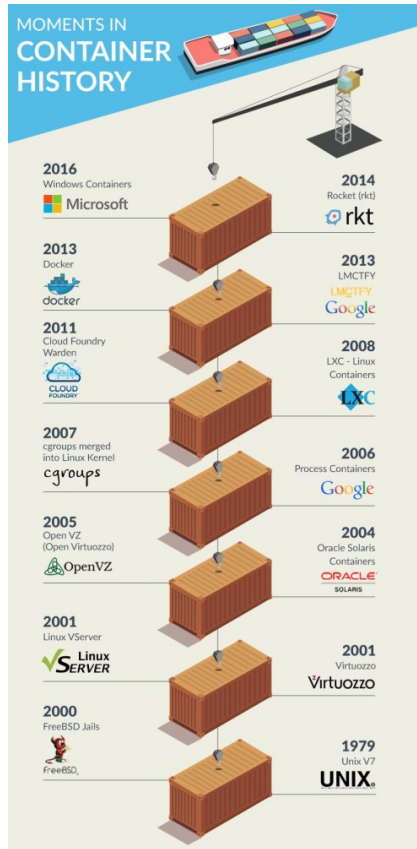 MOMENTS IN
CONTAINER
HISTORY
2016
Windows Containers
Microsoft
2014
Rocket (rkt)
rkt
2013
Docker
docker
2013
LMCTFY
LMCTFY
Google
2011
Cloud Foundry
Warden
CLOUD
FOUNDRY
2008
LXC - Linux
Containers
LXC
2007
cgroups merged
into Linux Kernel
cgroups
2006
Process Containers
Google
2005
Open VZ
(Open Virtuozzo)
OpenVZ
2004
Oracle Solaris
Containers
ORACLE
SOLARIS
2001
Linux VServer
Linux
VSERVER
2001
Virtuozzo
Virtuozzo
2000
FreeBSD Jails
FreeBSD
1979
Unix V7
UNIX